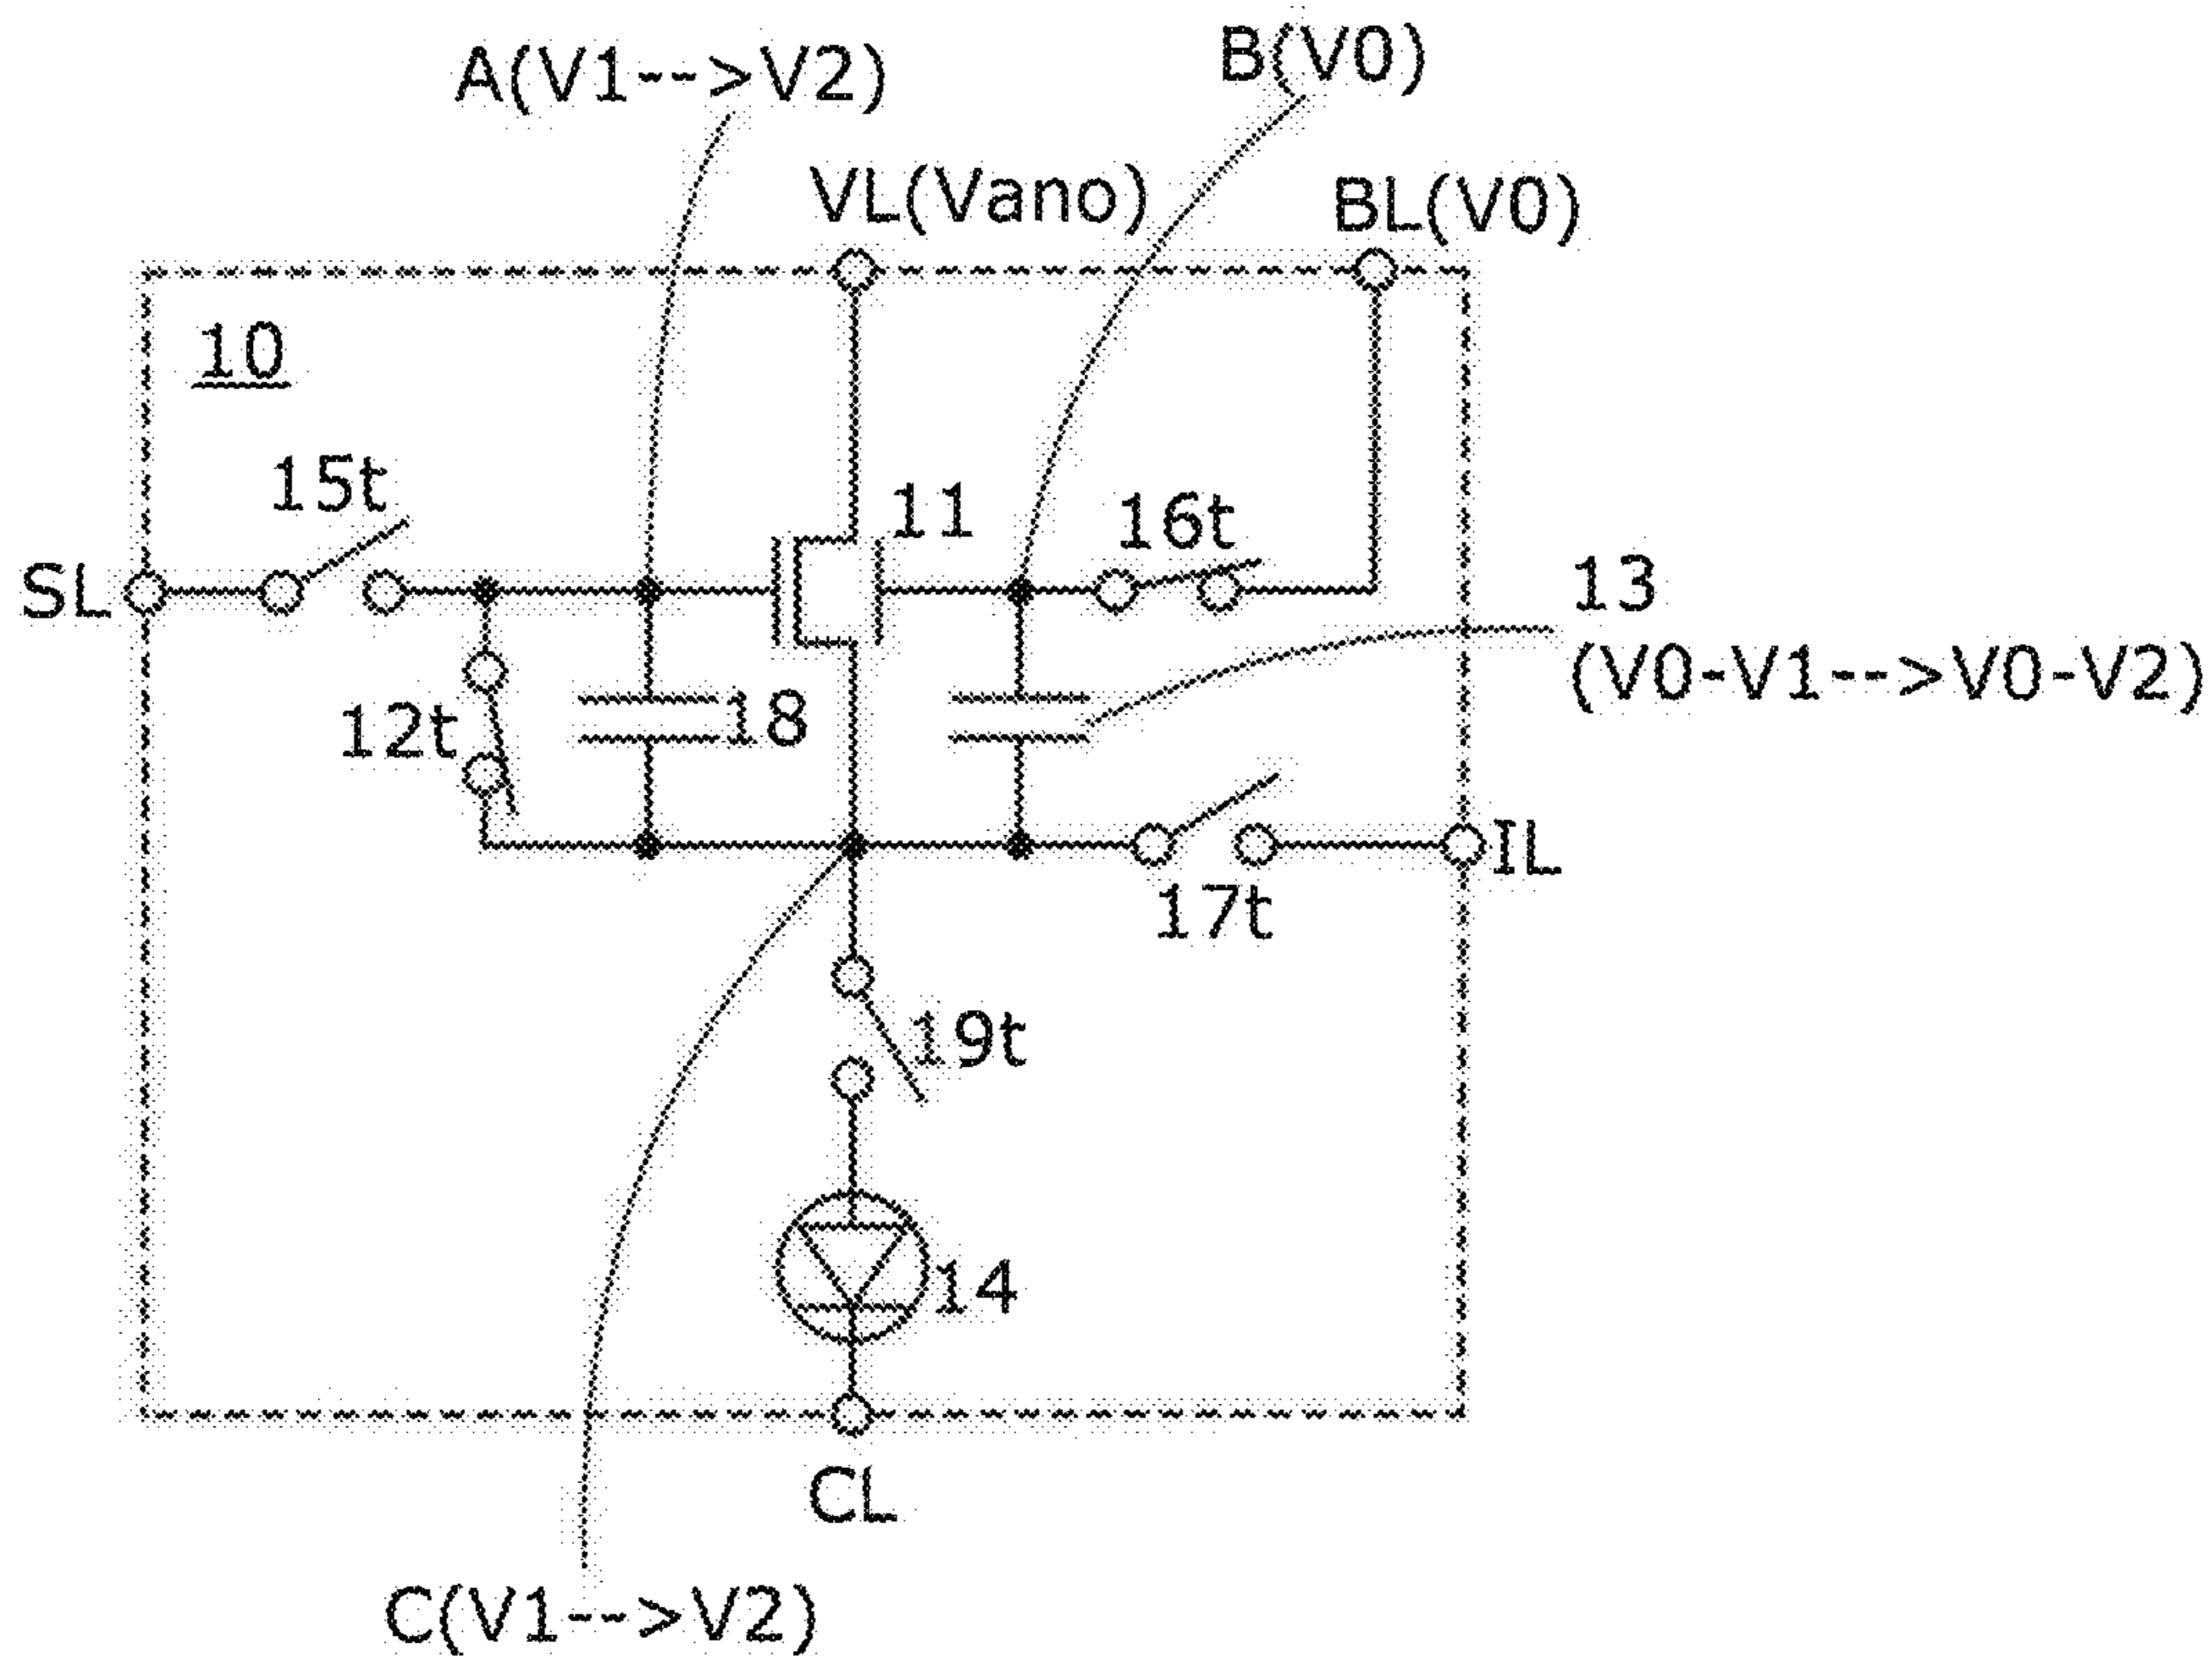 A(V1-->V2)
B(V0)
VL(Vano)
BL(V0)
10
15t
11
16t
13
(V0-V1-->V0-V2)
SL
12t
18
IL
17t
19t
14
CL
C(V1-->V2)